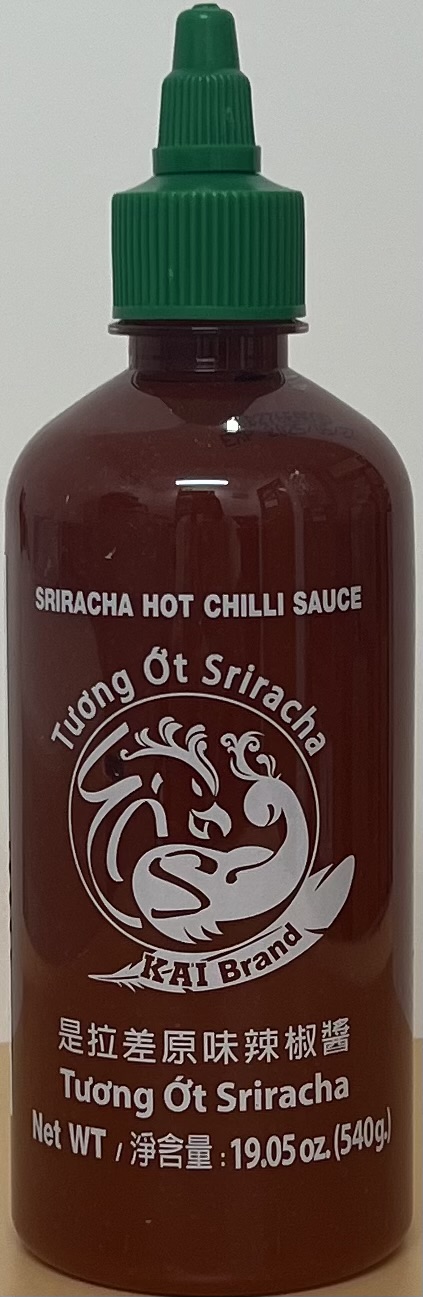 SRIRACHA HOT CHILLI SAUCE
Tương Ớt Sriracha
KAI Brand
是拉差原味辣椒醬
Tương Ớt Sriracha
Net WT / 淨含量 : 19.05 oz. (540g.)